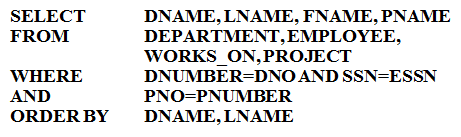 SELECT DNAME, LNAME, FNAME, PNAME
FROM DEPARTMENT, EMPLOYEE,
WORKS_ON, PROJECT
WHERE DNUMBER=DNO AND SSN=ESSN
AND PNO=PNUMBER
ORDER BY DNAME, LNAME